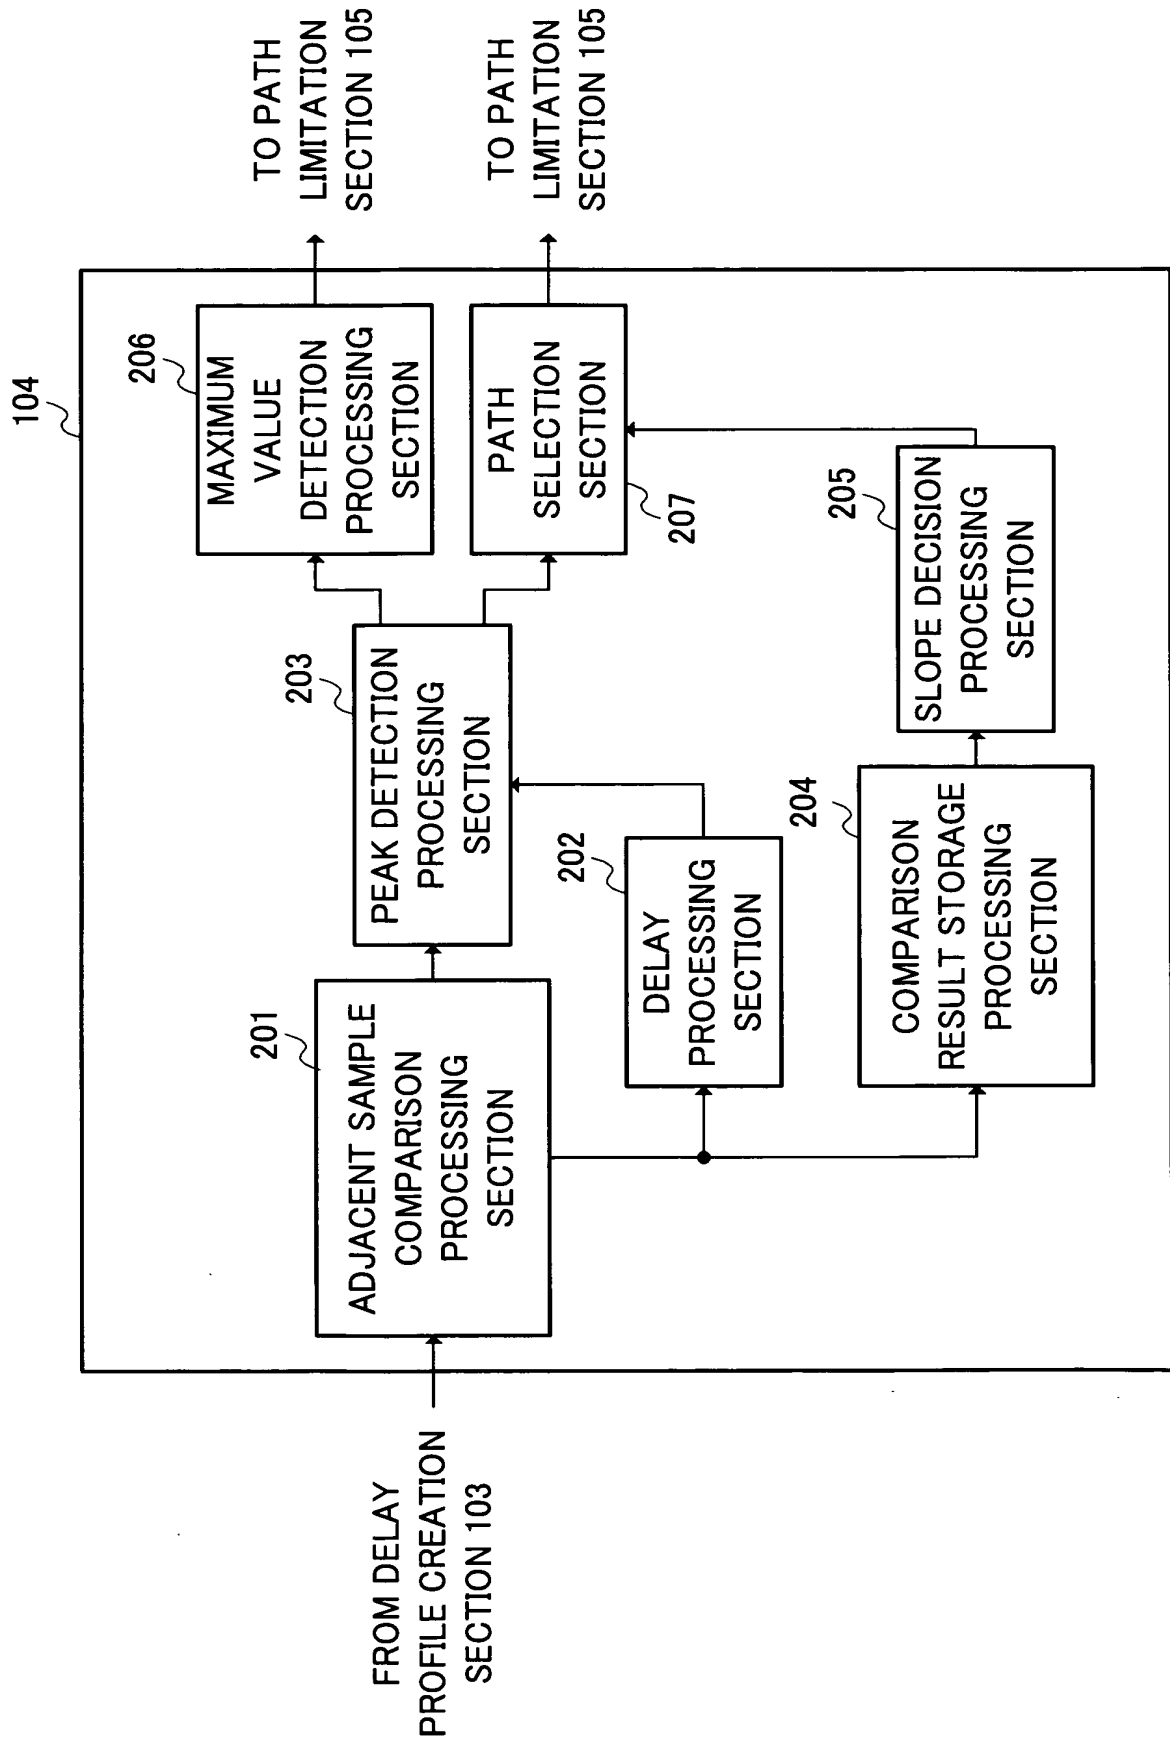 104
FROM DELAY
PROFILE CREATION
SECTION 103
201
ADJACENT SAMPLE
COMPARISON
PROCESSING
SECTION
203
PEAK DETECTION
PROCESSING
SECTION
206
MAXIMUM
VALUE
DETECTION
PROCESSING
SECTION
TO PATH
LIMITATION
SECTION 105
PATH
SELECTION
SECTION
207
TO PATH
LIMITATION
SECTION 105
202
DELAY
PROCESSING
SECTION
204
COMPARISON
RESULT STORAGE
PROCESSING
SECTION
205
SLOPE DECISION
PROCESSING
SECTION